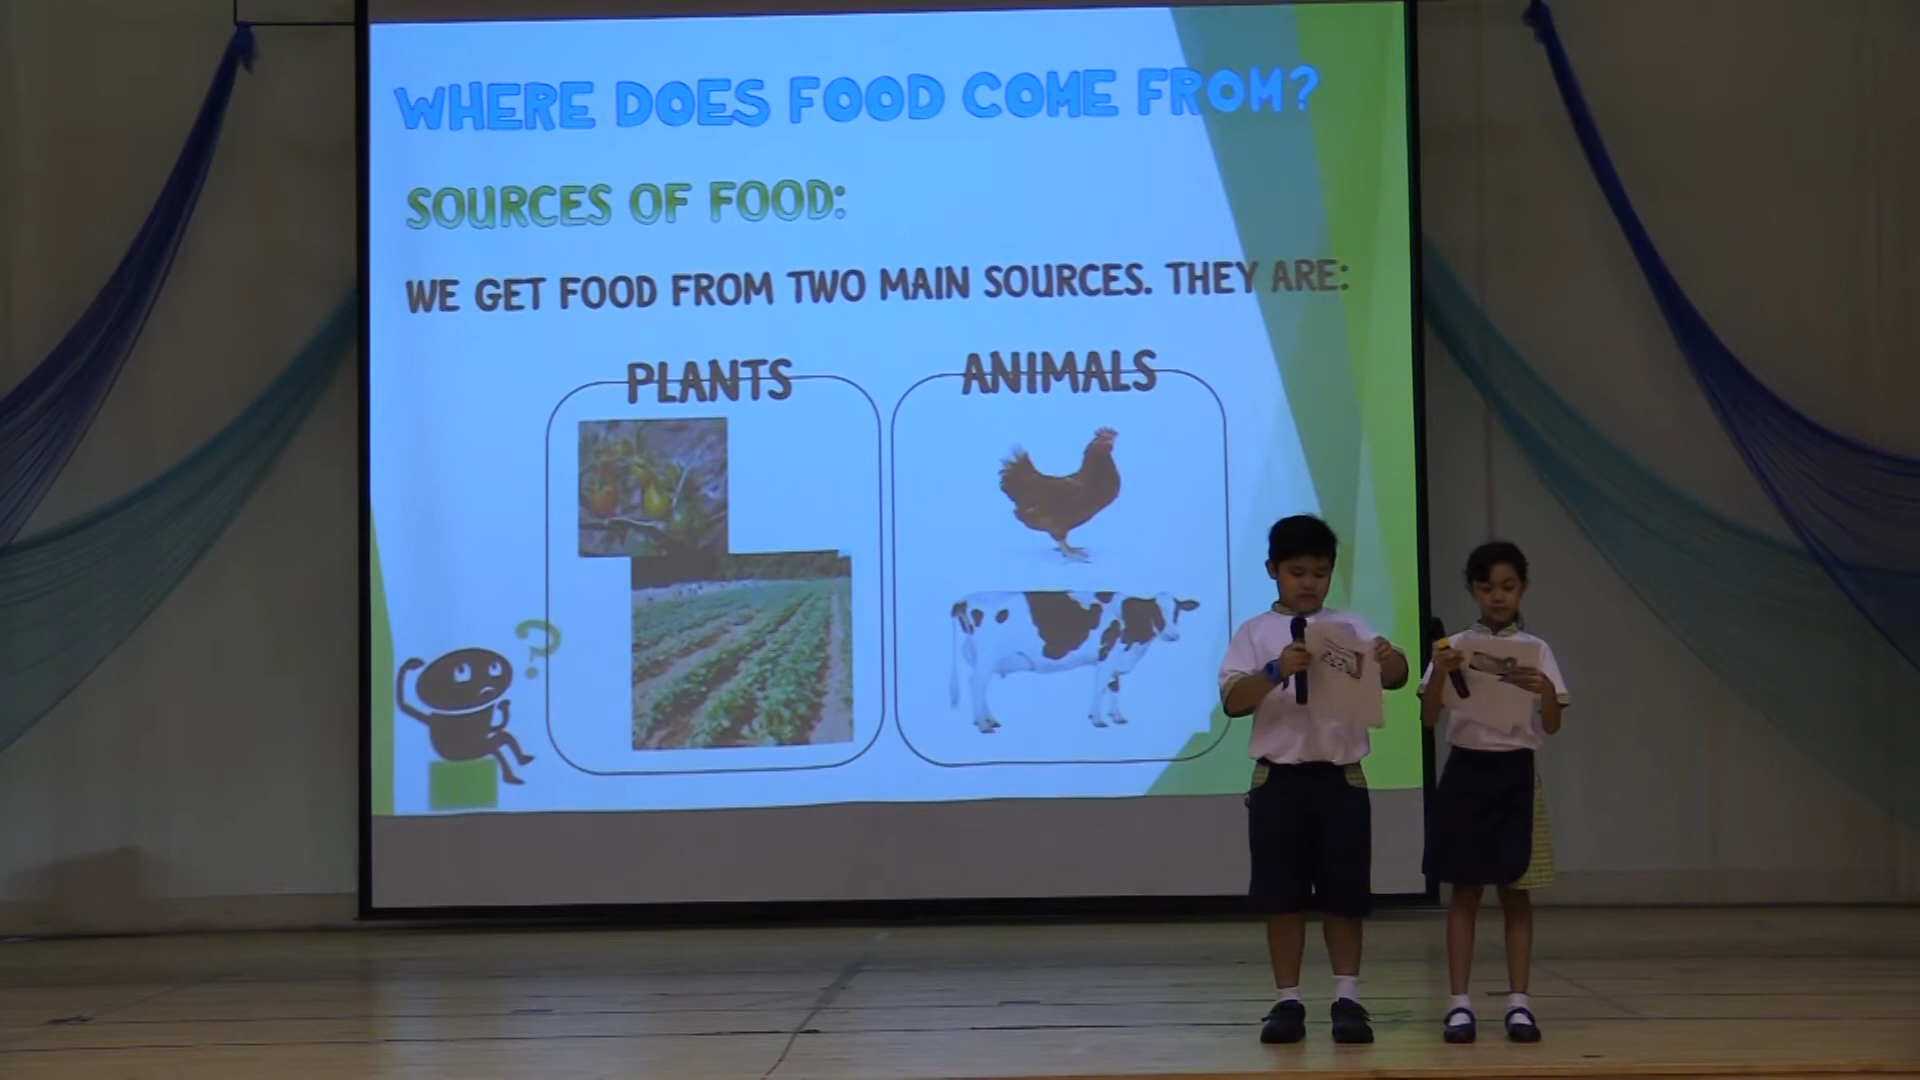 WHERE DOES FOOD COME FROM?
SOURCES OF FOOD:
WE GET FOOD FROM TWO MAIN SOURCES. THEY ARE:
PLANTS
ANIMALS
?